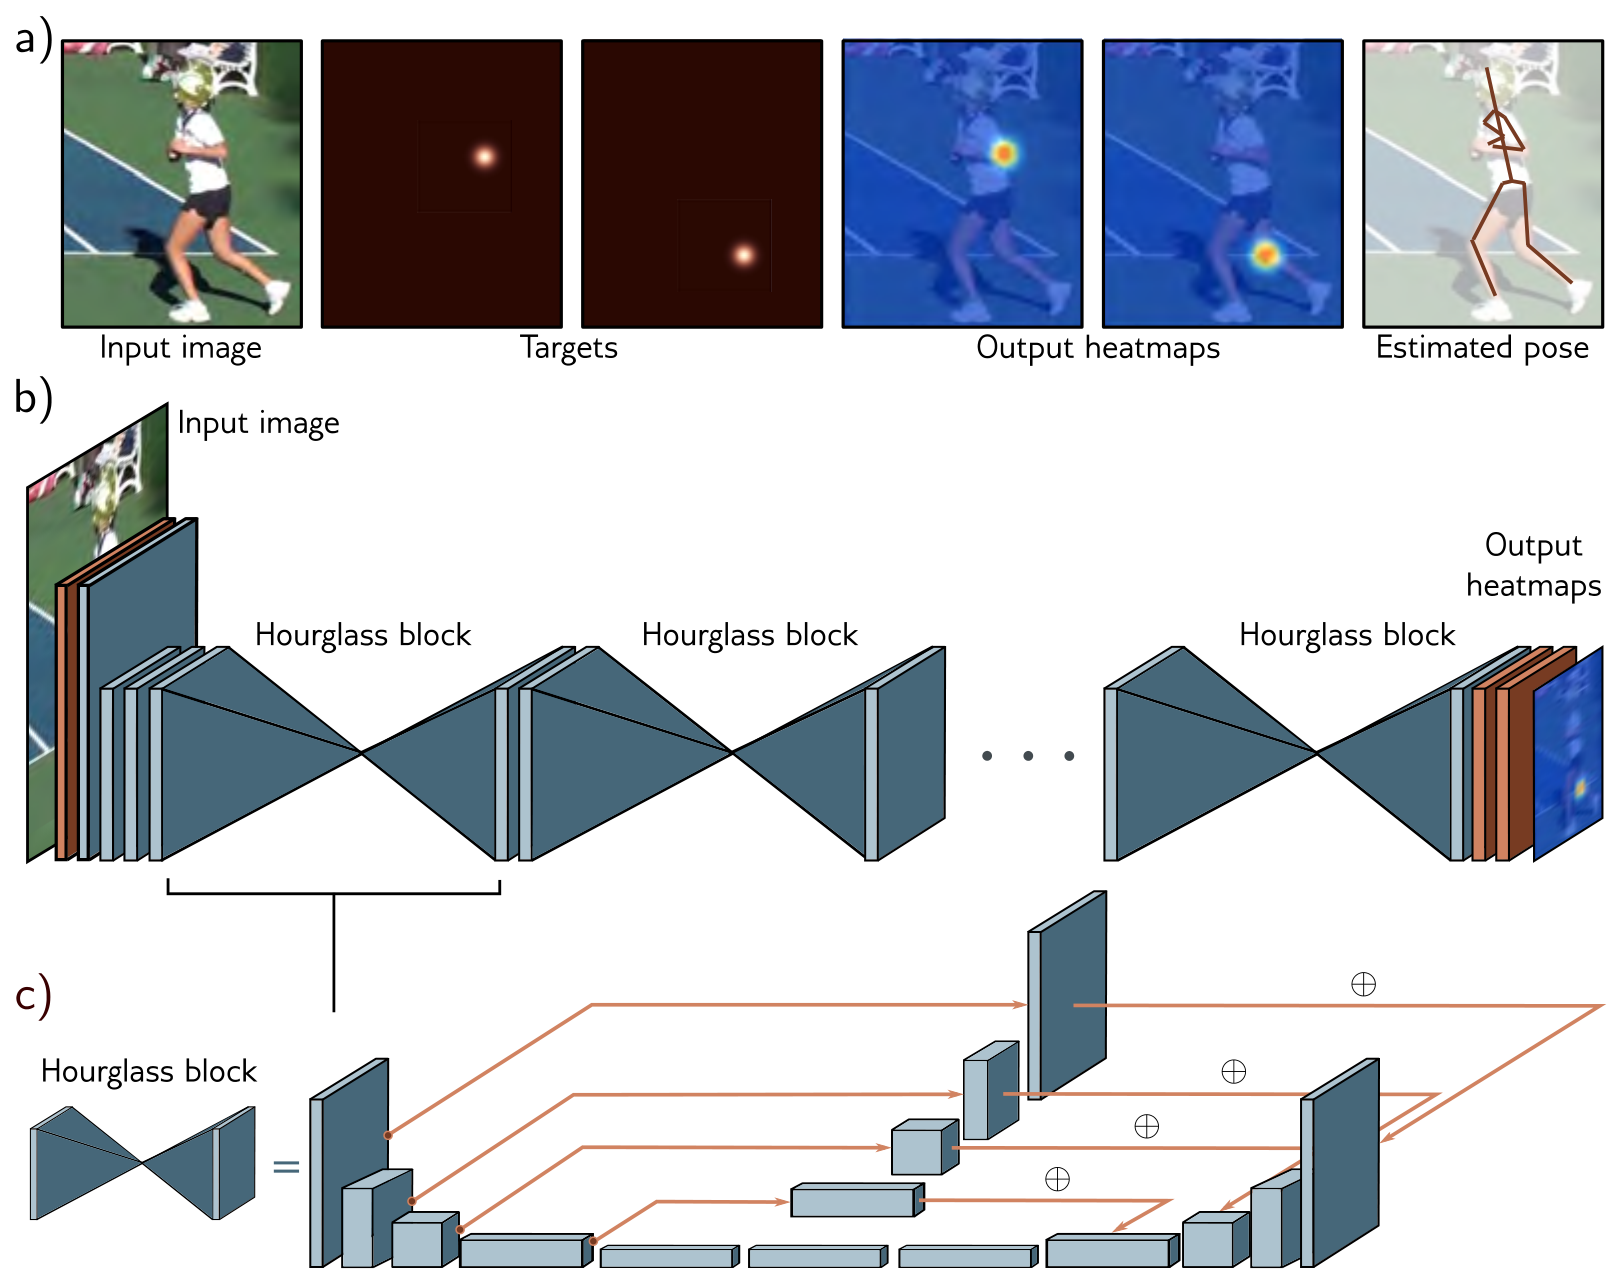 a)
Input image
Targets
Output heatmaps
Estimated pose
b)
Input image
Output
heatmaps
Hourglass block
Hourglass block
Hourglass block
c)
Hourglass block
=